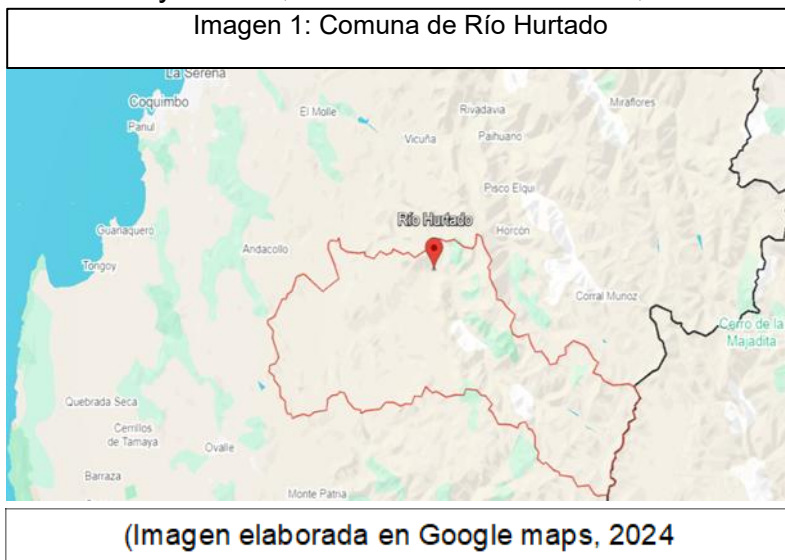 Imagen 1: Comuna de Río Hurtado
La Serena
Coquimbo
Panul
El Molle
Rivadavia
Miraflores
Vicuña
Paihuano
Pisco Elqui
Río Hurtado
Horcón
Guanaquero
Andacollo
Tongoy
Corral Munoz
Cerro de la
Majadita
Quebrada Seca
Cerrillos
de Tamaya
Ovalle
Barraza
Monte Patria
(Imagen elaborada en Google maps, 2024